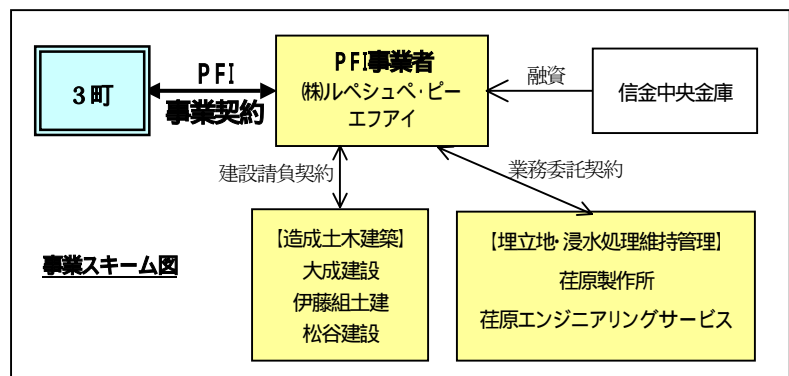 3町
PFI
事業契約
PFI事業者
(株)ルペシュペ・ピー
エフアイ
融資
信金中央金庫
建設請負契約
業務委託契約
事業スキーム図
【造成土木建築】
大成建設
伊藤組土建
松谷建設
【埋立地・浸水処理維持管理】
荏原製作所
荏原エンジニアリングサービス